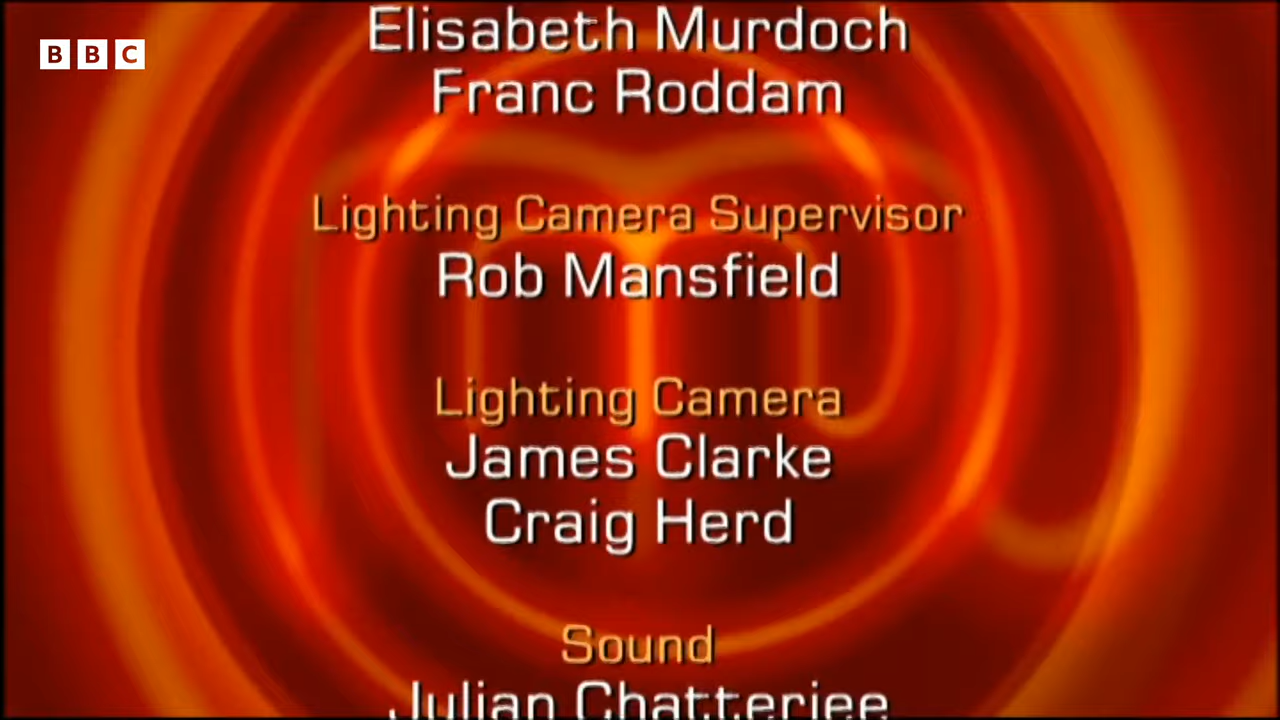 BBC
Elisabeth Murdoch
Franc Roddam
Lighting Camera Supervisor
Rob Mansfield
Lighting Camera
James Clarke
Craig Herd
Sound
Julian Chatterjee